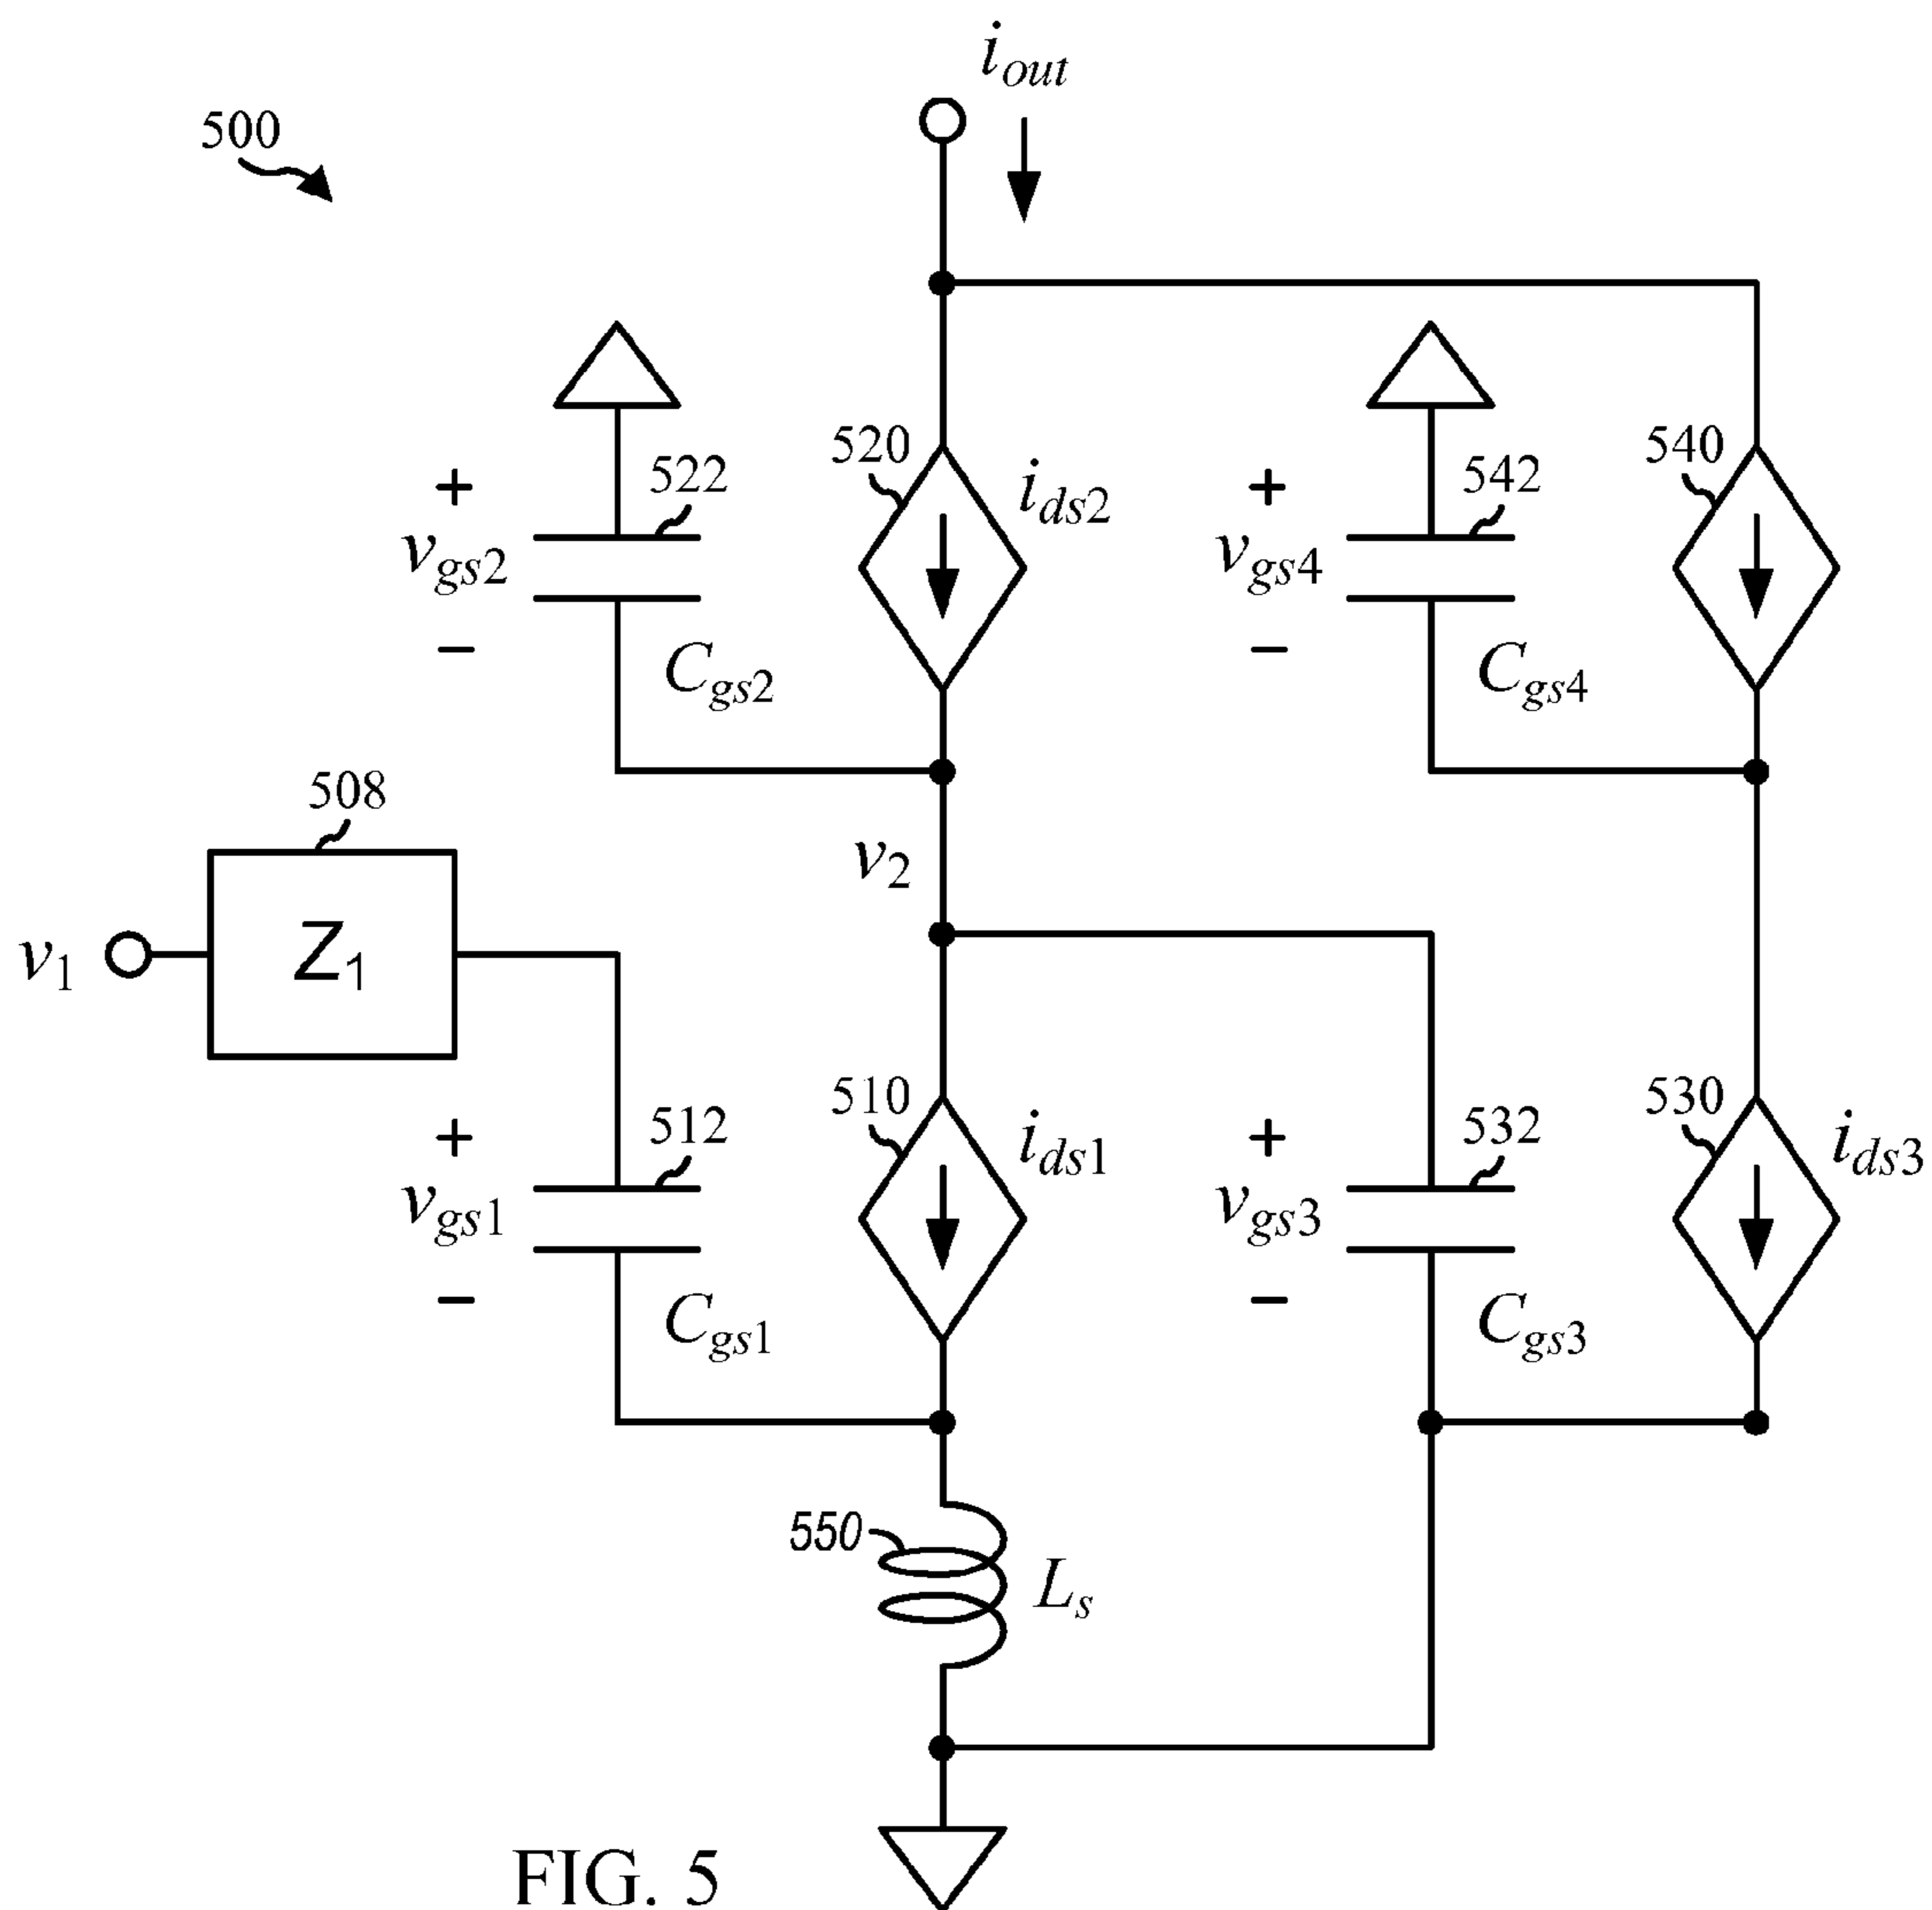 i_out
500
520
i_ds2
540
+
522
+
542
v_gs2
v_gs4
−
C_gs2
−
C_gs4
508
v_2
v_1
Z_1
510
i_ds1
530
i_ds3
+
512
+
532
v_gs1
v_gs3
−
C_gs1
−
C_gs3
550
L_s
FIG. 5